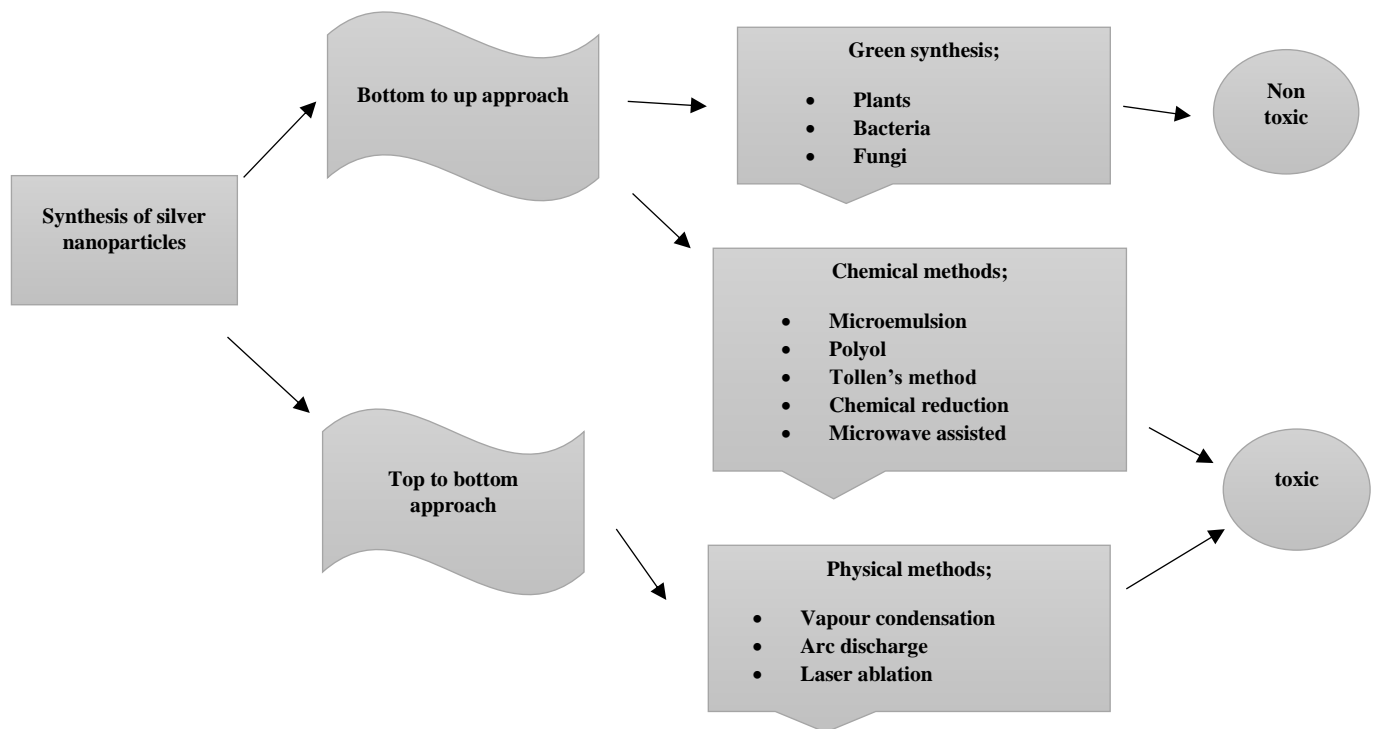 Synthesis of silver
nanoparticles
Bottom to up approach
Green synthesis;
• Plants
• Bacteria
• Fungi
Non
toxic
Chemical methods;
• Microemulsion
• Polyol
• Tollen’s method
• Chemical reduction
• Microwave assisted
Top to bottom
approach
Physical methods;
• Vapour condensation
• Arc discharge
• Laser ablation
toxic